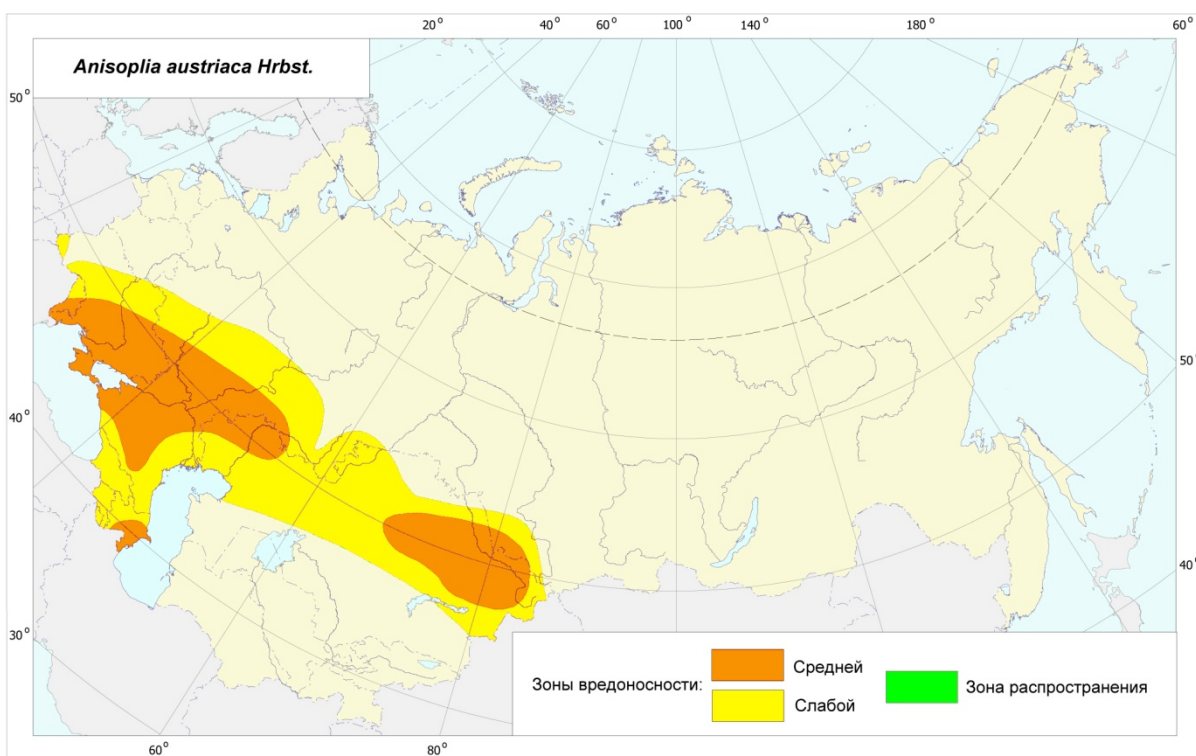 20° 40° 60° 100° 140° 180° 60°
Anisoplia austriaca Hrbst.
50°
50°
40°
40°
30°
Зоны вредоносности:
Средней
Слабой
Зона распространения
60° 80°